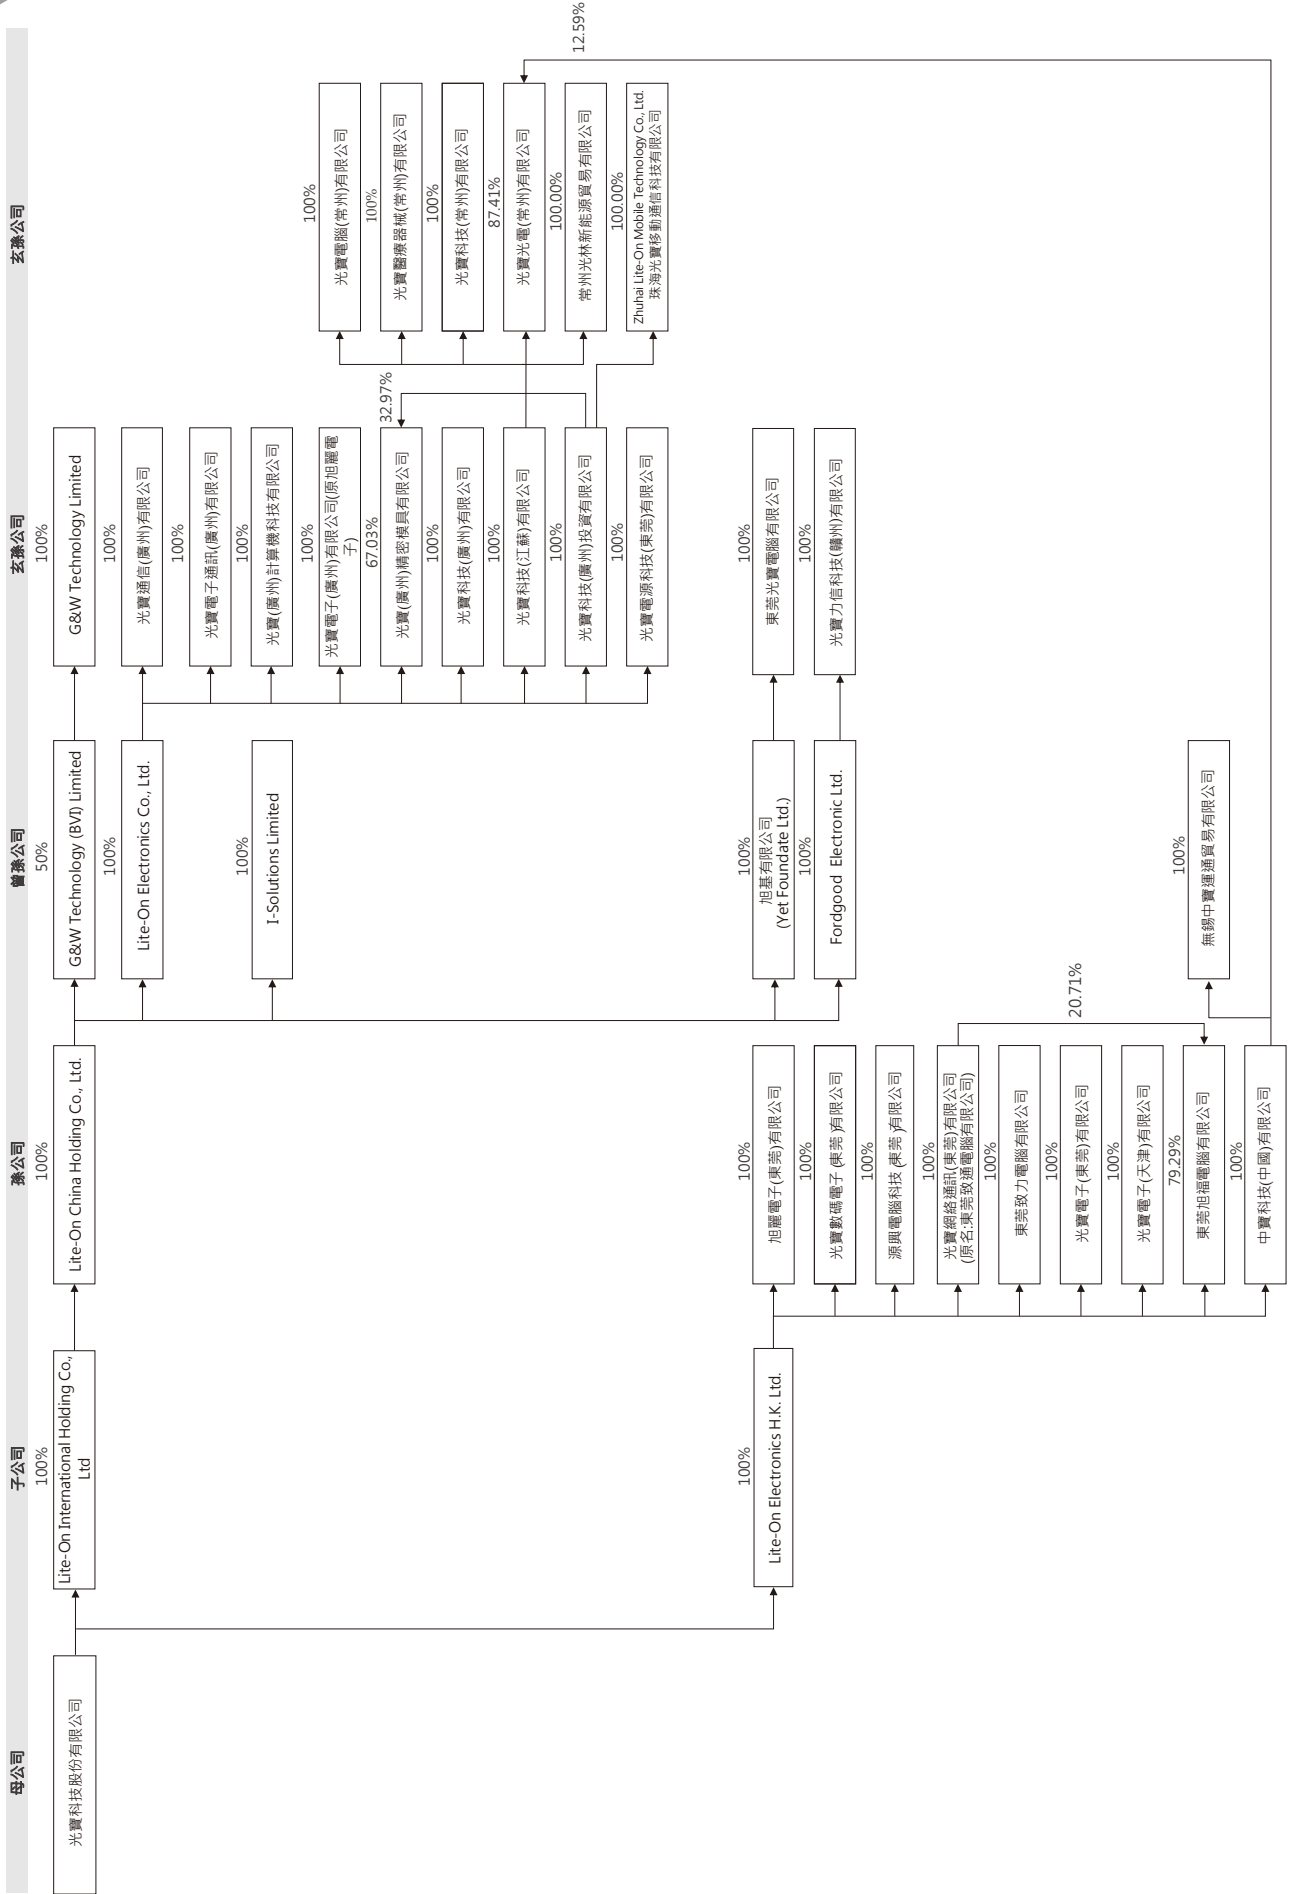 母公司
子公司
孫公司
曾孫公司
玄孫公司
玄孫公司
光寶科技股份有限公司
100%
Lite-On International Holding Co.,
Ltd
100%
Lite-On Electronics H.K. Ltd.
100%
Lite-On China Holding Co., Ltd.
100%
旭麗電子(東莞)有限公司
100%
光寶數碼電子(東莞)有限公司
100%
源興電腦科技(東莞)有限公司
100%
光寶網絡通訊(東莞)有限公司
(原名:東莞致通電腦有限公司)
100%
東莞致力電腦有限公司
100%
光寶電子(東莞)有限公司
100%
光寶電子(天津)有限公司
79.29%
東莞旭福電腦有限公司
100%
中寶科技(中國)有限公司
20.71%
50%
G&W Technology (BVI) Limited
100%
Lite-On Electronics Co., Ltd.
100%
I-Solutions Limited
100%
旭基有限公司
(Yet Foundate Ltd.)
100%
Fordgood Electronic Ltd.
100%
無錫中寶運通貿易有限公司
100%
G&W Technology Limited
100%
光寶通信(廣州)有限公司
100%
光寶電子通訊(廣州)有限公司
100%
光寶(廣州)計算機科技有限公司
100%
光寶電子(廣州)有限公司(原旭麗電
子)
67.03%
光寶(廣州)精密模具有限公司
100%
光寶科技(廣州)有限公司
100%
光寶科技(江蘇)有限公司
100%
光寶科技(廣州)投資有限公司
100%
光寶電源科技(東莞)有限公司
32.97%
100%
東莞光寶電腦有限公司
100%
光寶力信科技(贛州)有限公司
100%
光寶電腦(常州)有限公司
100%
光寶醫療器械(常州)有限公司
100%
光寶科技(常州)有限公司
87.41%
光寶光電(常州)有限公司
100.00%
常州光林新能源貿易有限公司
100.00%
Zhuhai Lite-On Mobile Technology Co., Ltd.
珠海光寶移動通信科技有限公司
12.59%